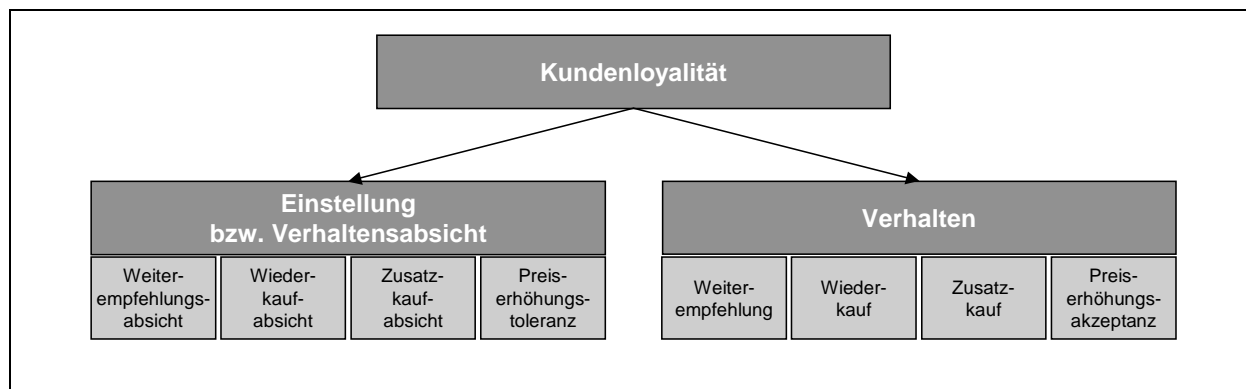 Kundenloyalität
Einstellung
bzw. Verhaltensabsicht
Weiter-
empfehlungs-
absicht
Wieder-
kauf-
absicht
Zusatz-
kauf-
absicht
Preis-
erhöhungs-
toleranz
Verhalten
Weiter-
empfehlung
Wieder-
kauf
Zusatz-
kauf
Preis-
erhöhungs-
akzeptanz